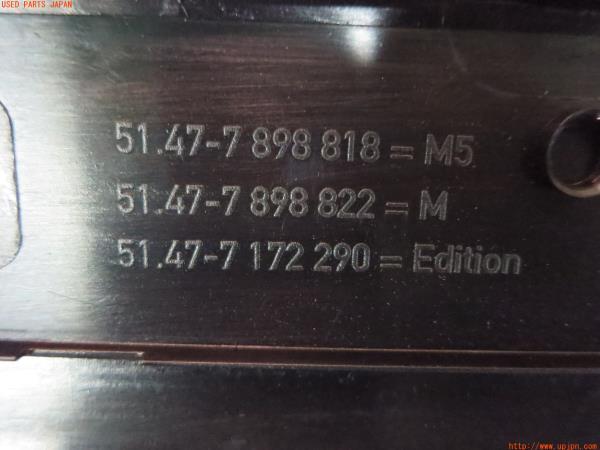 USED PARTS JAPAN
51.47-7 898 818 = M5
51.47-7 898 822 = M
51.47-7 172 290 = Edition
http://www.upjpn.com